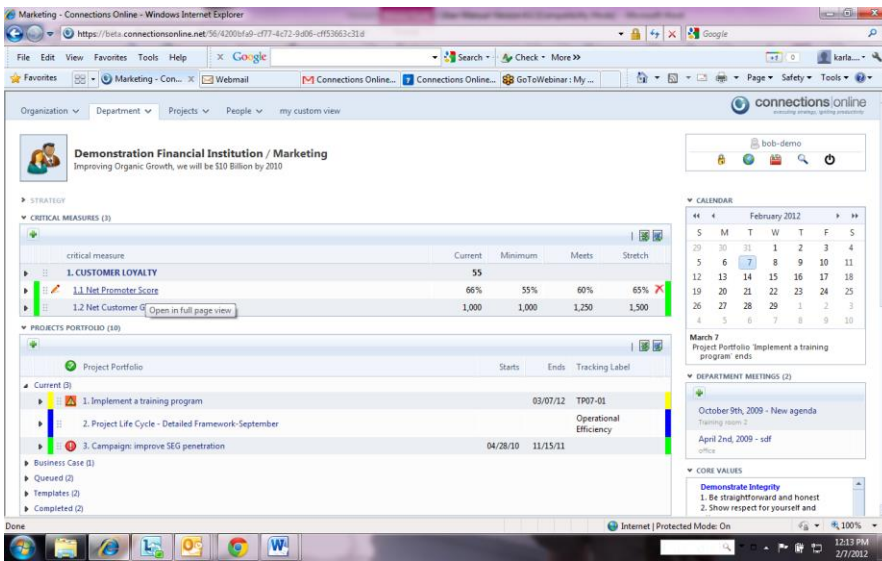 Marketing - Connections Online - Windows Internet Explorer
https://beta.connectionsonline.net/56/4200bfa9-cf77-4c72-9d06-cff53663c31d
Google
File Edit View Favorites Tools Help x Google Search Check More >> karla...
Favorites Marketing - Con... X Webmail Connections Online... Connections Online... GoToWebinar : My ... Page Safety Tools
Organization Department Projects People my custom view
connections online
executing strategy, igniting productivity
Demonstration Financial Institution / Marketing
Improving Organic Growth, we will be $10 Billion by 2010
bob-demo
STRATEGY
CRITICAL MEASURES (3)
critical measure Current Minimum Meets Stretch
1. CUSTOMER LOYALTY 55
1.1 Net Promoter Score 66% 55% 60% 65%
1.2 Net Customer G 1,000 1,000 1,250 1,500
Open in full page view
PROJECTS PORTFOLIO (10)
Project Portfolio Starts Ends Tracking Label
Current (3)
1. Implement a training program 03/07/12 TP07-01
2. Project Life Cycle - Detailed Framework-September Operational Efficiency
3. Campaign: improve SEG penetration 04/28/10 11/15/11
Business Case (1)
Queued (2)
Templates (2)
Completed (2)
CALENDAR
February 2012
S M T W T F S
29 30 31 1 2 3 4
5 6 7 8 9 10 11
12 13 14 15 16 17 18
19 20 21 22 23 24 25
26 27 28 29 1 2 3
4 5 6 7 8 9 10
March 7
Project Portfolio 'Implement a training
program' ends
DEPARTMENT MEETINGS (2)
October 9th, 2009 - New agenda
Training room 2
April 2nd, 2009 - sdf
office
CORE VALUES
Demonstrate Integrity
1. Be straightforward and honest
2. Show respect for yourself and
Done Internet | Protected Mode: On 100%
12:13 PM
2/7/2012